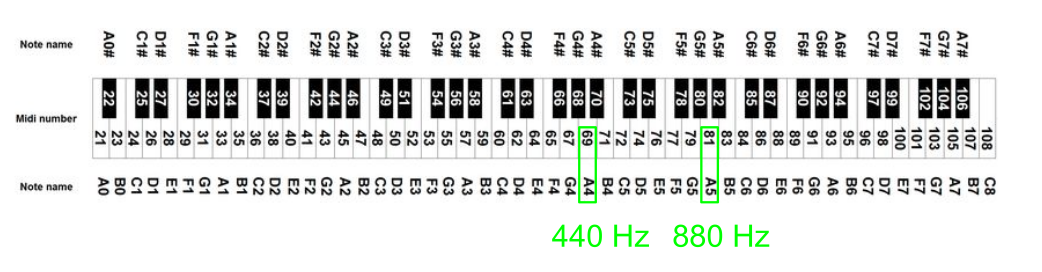 Note name A0# C1# D1# F1# G1# A1# C2# D2# F2# G2# A2# C3# D3# F3# G3# A3# C4# D4# F4# G4# A4# C5# D5# F5# G5# A5# C6# D6# F6# G6# A6# C7# D7# F7# G7# A7#
22 25 27 30 32 34 37 39 42 44 46 49 51 54 56 58 61 63 66 68 70 73 75 78 80 82 85 87 90 92 94 97 99 102 104 106
Midi number
21 23 24 26 28 29 31 33 35 36 38 40 41 43 45 47 48 50 52 53 55 57 59 60 62 64 65 67 69 71 72 74 76 77 79 81 83 84 86 88 89 91 93 95 96 98 100 101 103 105 107 108
Note name A0 B0 C1 D1 E1 F1 G1 A1 B1 C2 D2 E2 F2 G2 A2 B2 C3 D3 E3 F3 G3 A3 B3 C4 D4 E4 F4 G4 A4 B4 C5 D5 E5 F5 G5 A5 B5 C6 D6 E6 F6 G6 A6 B6 C7 D7 E7 F7 G7 A7 B7 C8
440 Hz 880 Hz